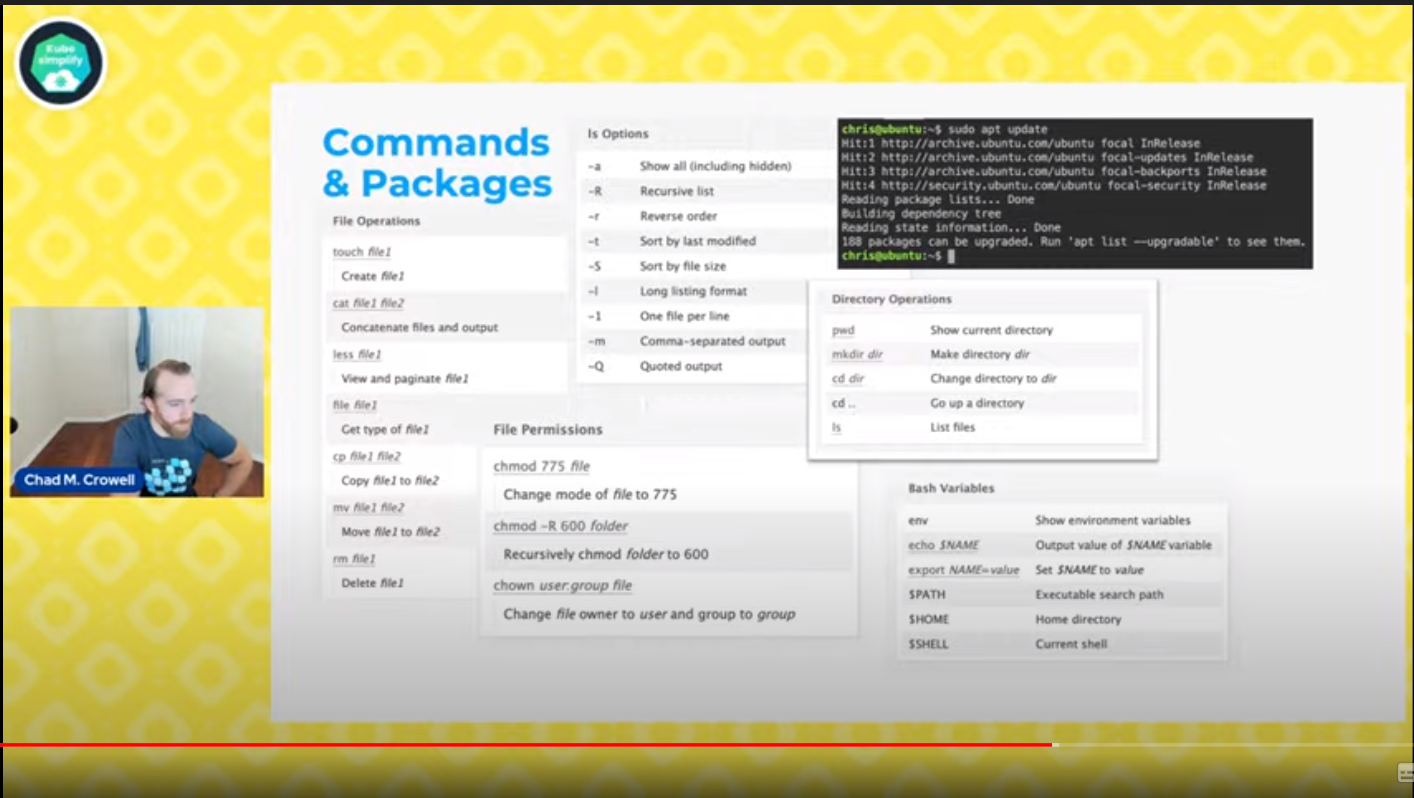 Kube
simplify
Commands
& Packages
File Operations
touch file1
Create file1
cat file1 file2
Concatenate files and output
less file1
View and paginate file1
file file1
Get type of file1
cp file1 file2
Copy file1 to file2
mv file1 file2
Move file1 to file2
rm file1
Delete file1
ls Options
-a Show all (including hidden)
-R Recursive list
-r Reverse order
-t Sort by last modified
-S Sort by file size
-l Long listing format
-1 One file per line
-m Comma-separated output
-Q Quoted output
File Permissions
chmod 775 file
Change mode of file to 775
chmod -R 600 folder
Recursively chmod folder to 600
chown user:group file
Change file owner to user and group to group
chris@ubuntu:~$ sudo apt update
Hit:1 http://archive.ubuntu.com/ubuntu focal InRelease
Hit:2 http://archive.ubuntu.com/ubuntu focal-updates InRelease
Hit:3 http://archive.ubuntu.com/ubuntu focal-backports InRelease
Hit:4 http://security.ubuntu.com/ubuntu focal-security InRelease
Reading package lists... Done
Building dependency tree
Reading state information... Done
188 packages can be upgraded. Run 'apt list --upgradable' to see them.
chris@ubuntu:~$
Directory Operations
pwd Show current directory
mkdir dir Make directory dir
cd dir Change directory to dir
cd .. Go up a directory
ls List files
Bash Variables
env Show environment variables
echo $NAME Output value of $NAME variable
export NAME=value Set $NAME to value
$PATH Executable search path
$HOME Home directory
$SHELL Current shell
Chad M. Crowell